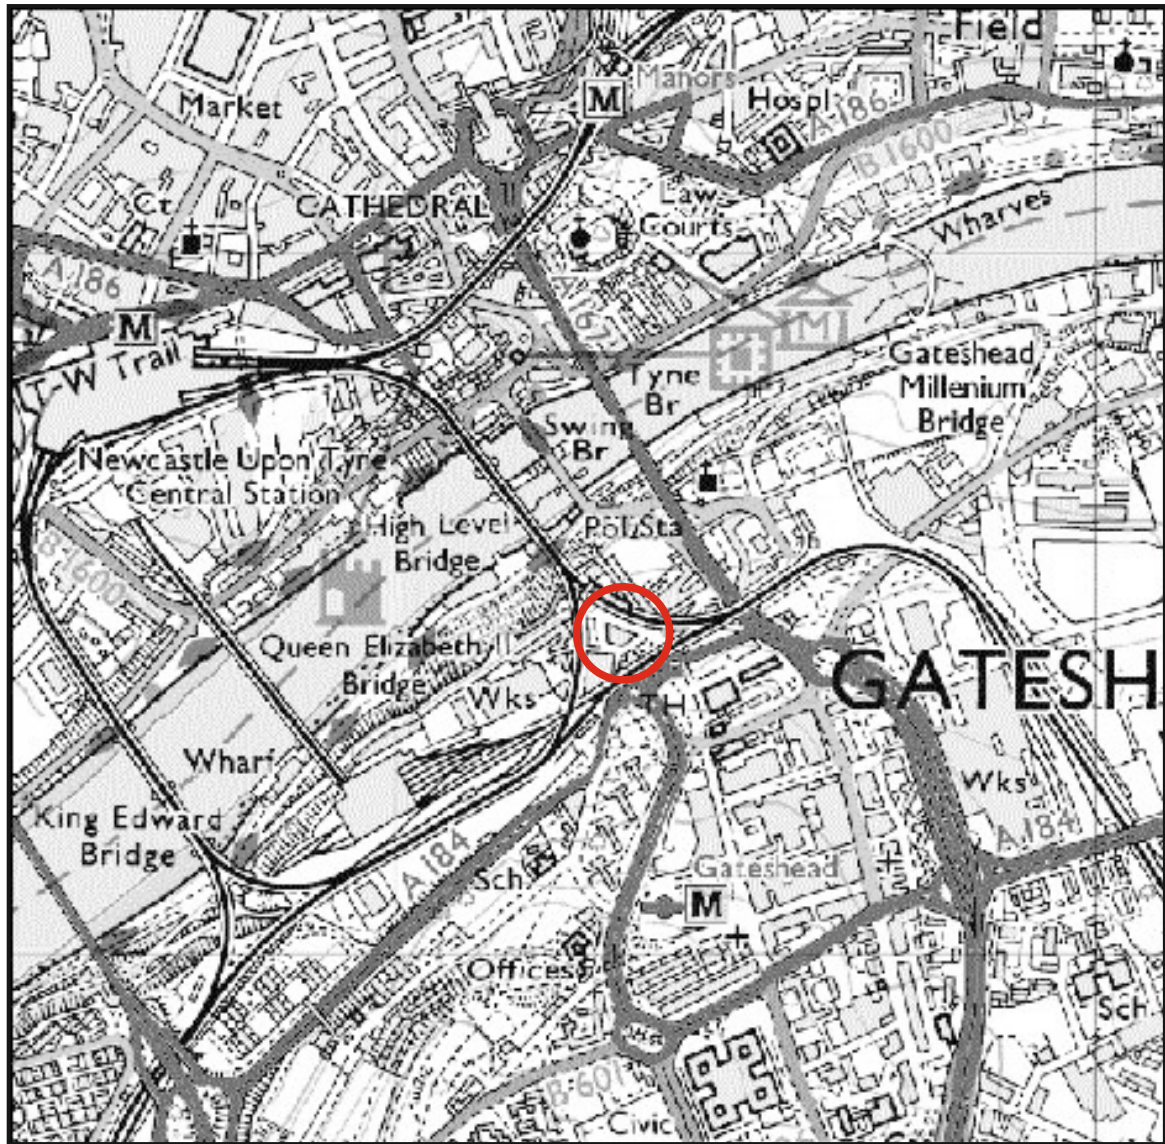 Field
Manors
M
Market
Hospl
A 186
B 1600
Ct
CATHEDRAL
Law
Courts
Wharves
A 186
M
M
A 167
T-W Trail
Tyne
Br
Gateshead
Millenium
Bridge
Swing
Br
Newcastle Upon Tyne
Central Station
High Level
Bridge
Pol Sta
B 1600
Queen Elizabeth II
Bridge
GATESH
Wks
TH
Wharf
Wks
King Edward
Bridge
A 184
A 184
Sch
Gateshead
M
Offices
Sch
B 601
Civic